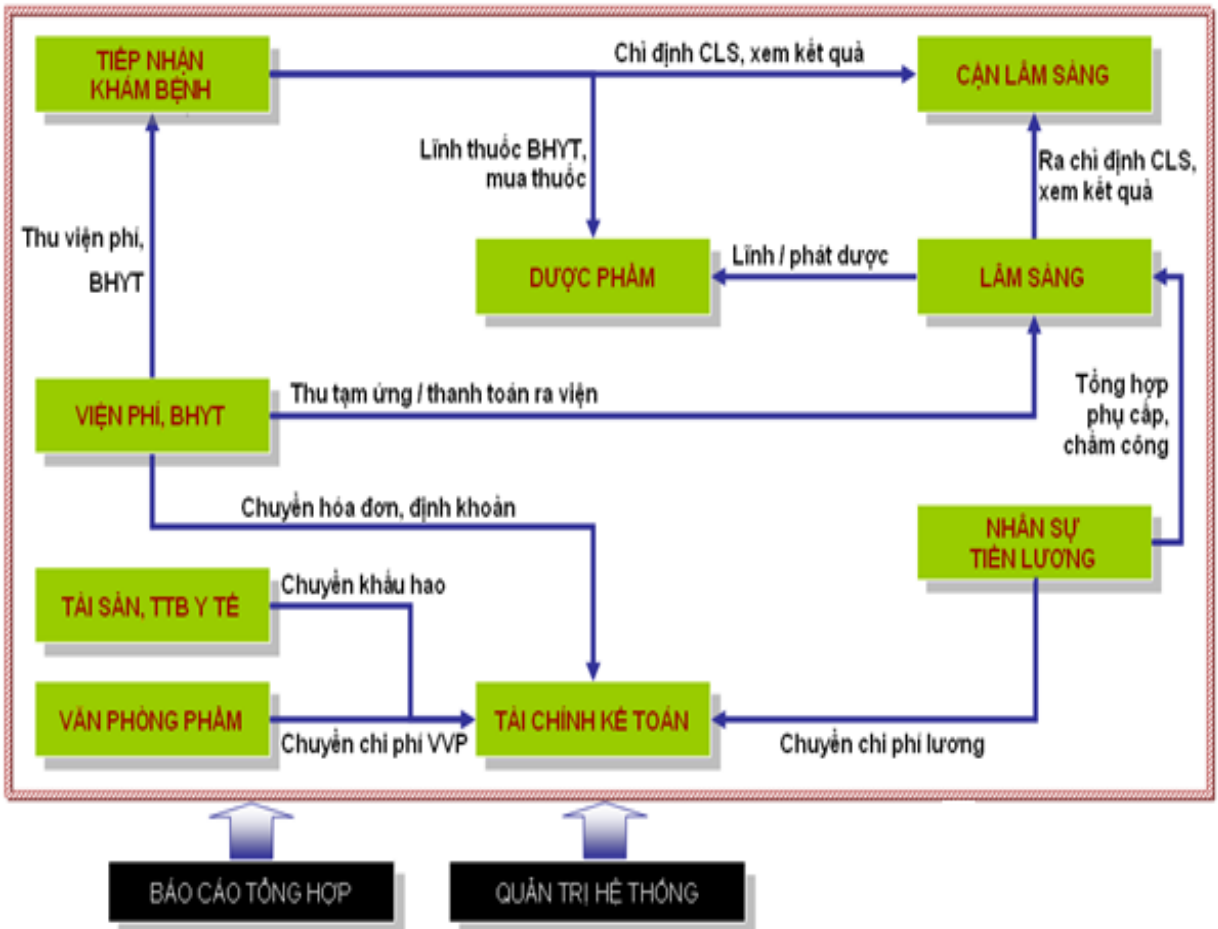 TIẾP NHẬN
KHÁM BỆNH
Chỉ định CLS, xem kết quả
CẬN LÂM SÀNG
Lĩnh thuốc BHYT,
mua thuốc
Ra chỉ định CLS,
xem kết quả
Thu viện phí,
BHYT
DƯỢC PHẨM
Lĩnh / phát dược
LÂM SÀNG
VIỆN PHÍ, BHYT
Thu tạm ứng / thanh toán ra viện
Tổng hợp
phụ cấp,
chấm công
Chuyển hóa đơn, định khoản
NHÂN SỰ
TIỀN LƯƠNG
TÀI SẢN, TTB Y TẾ
Chuyển khấu hao
VĂN PHÒNG PHẨM
Chuyển chi phí VVP
TÀI CHÍNH KẾ TOÁN
Chuyển chi phí lương
BÁO CÁO TỔNG HỢP
QUẢN TRỊ HỆ THỐNG